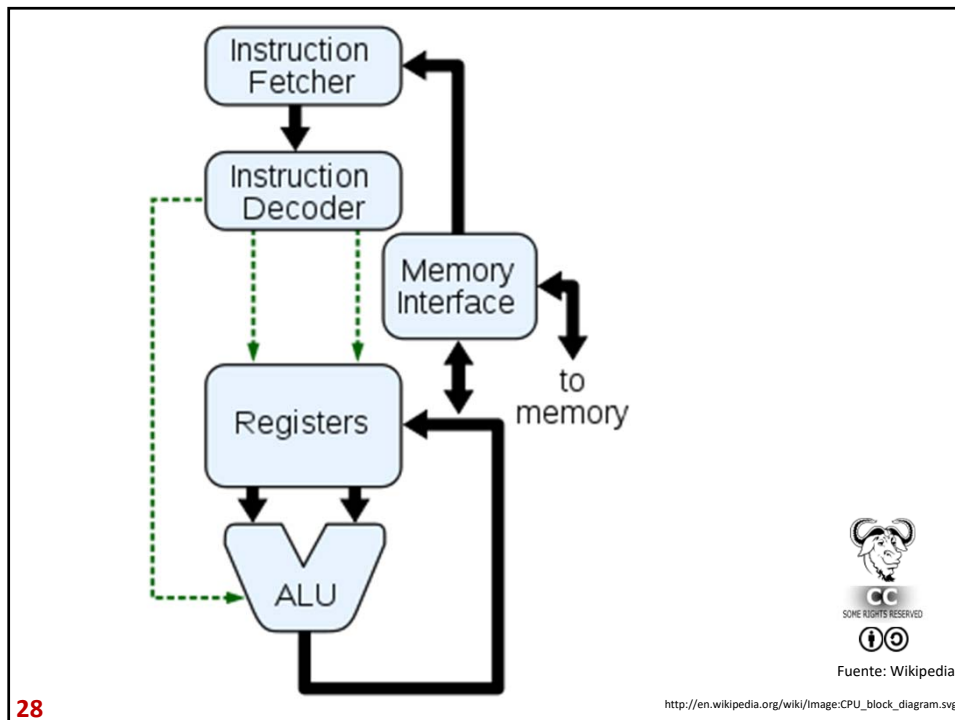 Instruction
Fetcher
Instruction
Decoder
Memory
Interface
to
memory
Registers
ALU
CC
SOME RIGHTS RESERVED
Fuente: Wikipedia
28
http://en.wikipedia.org/wiki/Image:CPU_block_diagram.svg